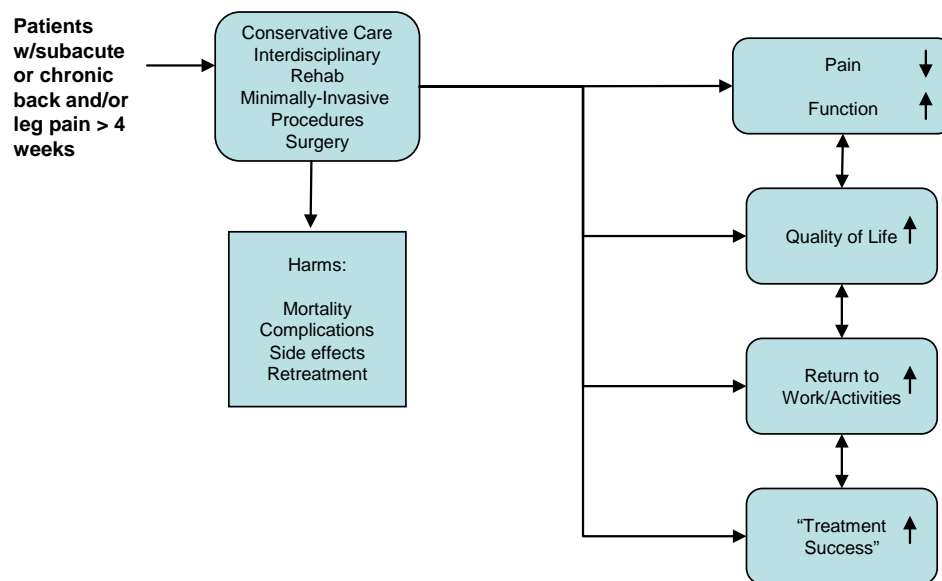 Patients
w/subacute
or chronic
back and/or
leg pain > 4
weeks
Conservative Care
Interdisciplinary
Rehab
Minimally-Invasive
Procedures
Surgery
Harms:
Mortality
Complications
Side effects
Retreatment
Pain
Function
Quality of Life
Return to
Work/Activities
“Treatment
Success”